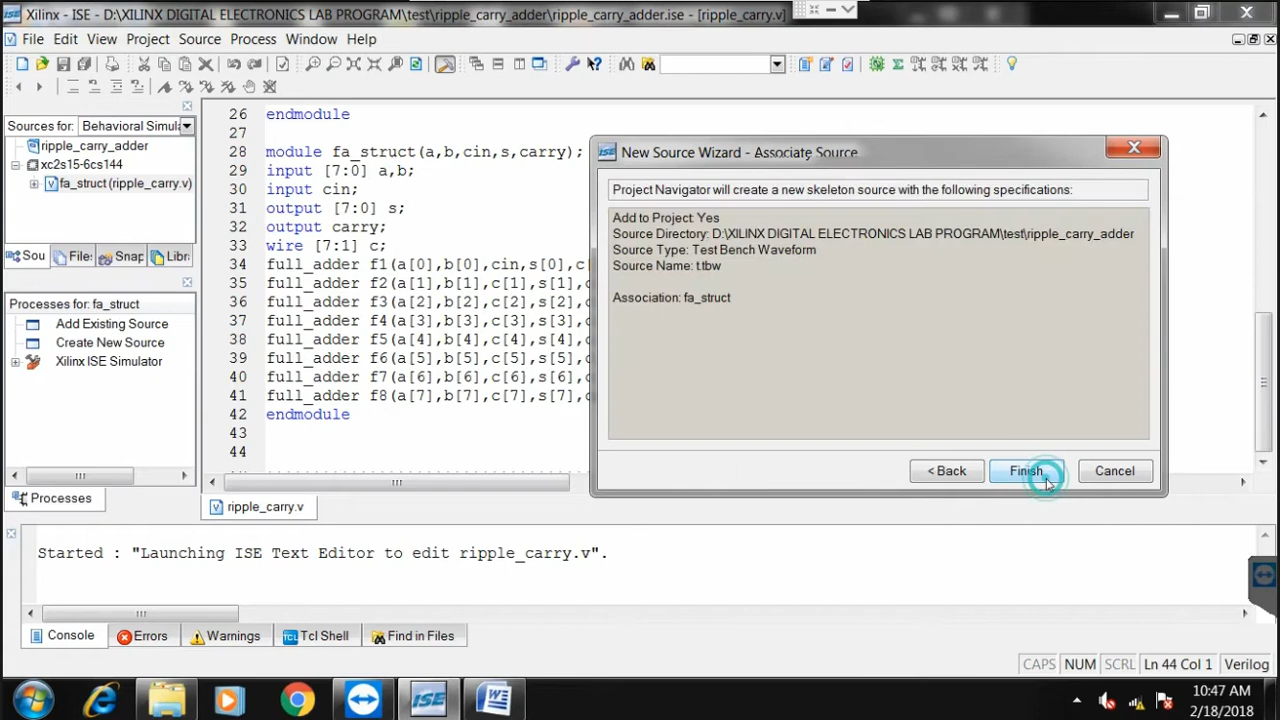 Xilinx - ISE - D:\XILINX DIGITAL ELECTRONICS LAB PROGRAM\test\ripple_carry_adder\ripple_carry_adder.ise - [ripple_carry.v]
File Edit View Project Source Process Window Help
Sources for: Behavioral Simula
ripple_carry_adder
xc2s15-6cs144
fa_struct (ripple_carry.v)
Sou Files Snap Libra
Processes for: fa_struct
Add Existing Source
Create New Source
Xilinx ISE Simulator
Processes
26 endmodule
27
28 module fa_struct(a,b,cin,s,carry);
29 input [7:0] a,b;
30 input cin;
31 output [7:0] s;
32 output carry;
33 wire [7:1] c;
34 full_adder f1(a[0],b[0],cin,s[0],c[
35 full_adder f2(a[1],b[1],c[1],s[1],c
36 full_adder f3(a[2],b[2],c[2],s[2],c
37 full_adder f4(a[3],b[3],c[3],s[3],c
38 full_adder f5(a[4],b[4],c[4],s[4],c
39 full_adder f6(a[5],b[5],c[5],s[5],c
40 full_adder f7(a[6],b[6],c[6],s[6],c
41 full_adder f8(a[7],b[7],c[7],s[7],c
42 endmodule
43
44
ripple_carry.v
ISE New Source Wizard - Associate Source
Project Navigator will create a new skeleton source with the following specifications:
Add to Project: Yes
Source Directory: D:\XILINX DIGITAL ELECTRONICS LAB PROGRAM\test\ripple_carry_adder
Source Type: Test Bench Waveform
Source Name: t.tbw
Association: fa_struct
< Back Finish Cancel
Started : "Launching ISE Text Editor to edit ripple_carry.v".
Console Errors Warnings Tcl Shell Find in Files
CAPS NUM SCRL Ln 44 Col 1 Verilog
ISE
10:47 AM
2/18/2018